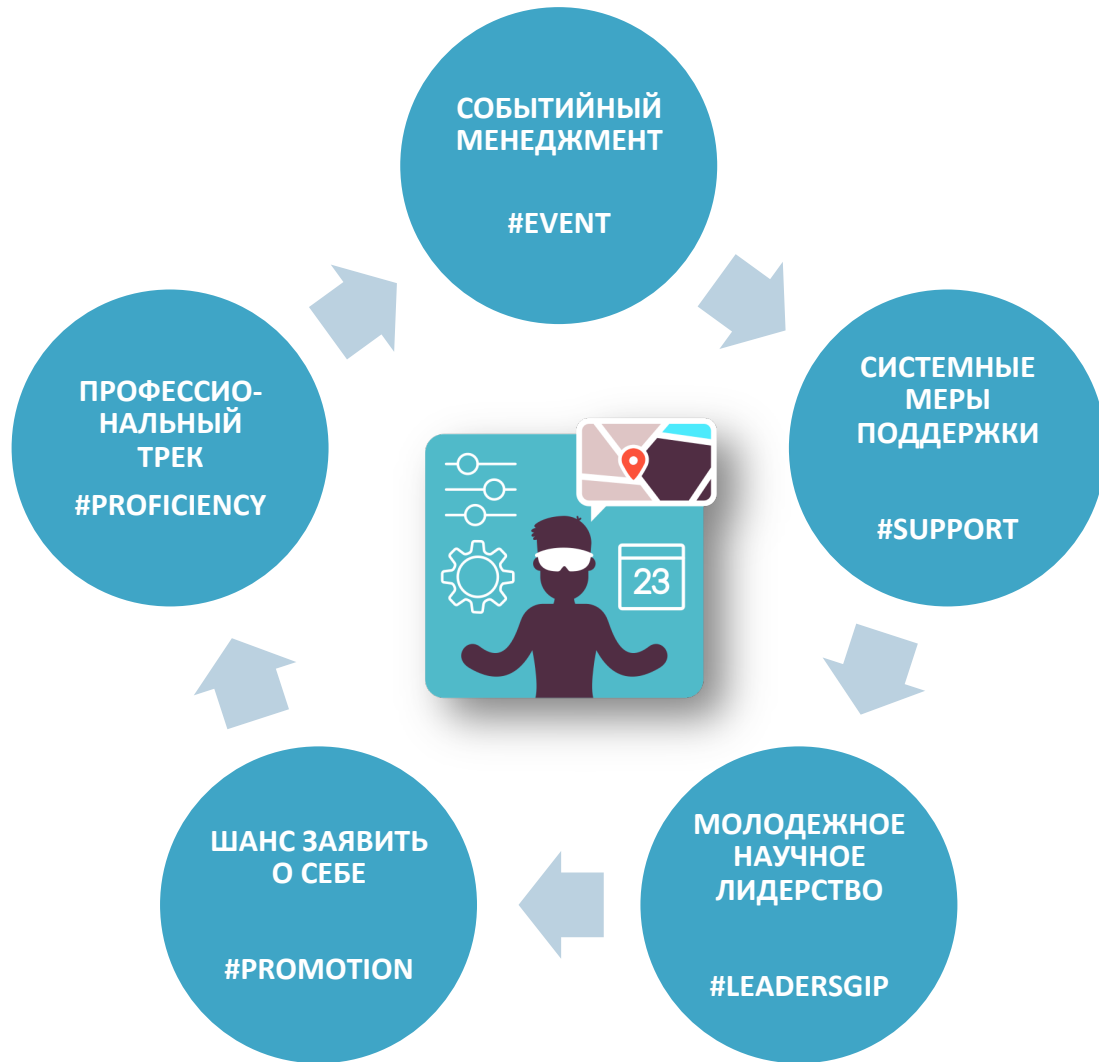 СОБЫТИЙНЫЙ
МЕНЕДЖМЕНТ
#EVENT
СИСТЕМНЫЕ
МЕРЫ
ПОДДЕРЖКИ
#SUPPORT
МОЛОДЕЖНОЕ
НАУЧНОЕ
ЛИДЕРСТВО
#LEADERSGIP
ШАНС ЗАЯВИТЬ
О СЕБЕ
#PROMOTION
ПРОФЕССИО-
НАЛЬНЫЙ
ТРЕК
#PROFICIENCY
23